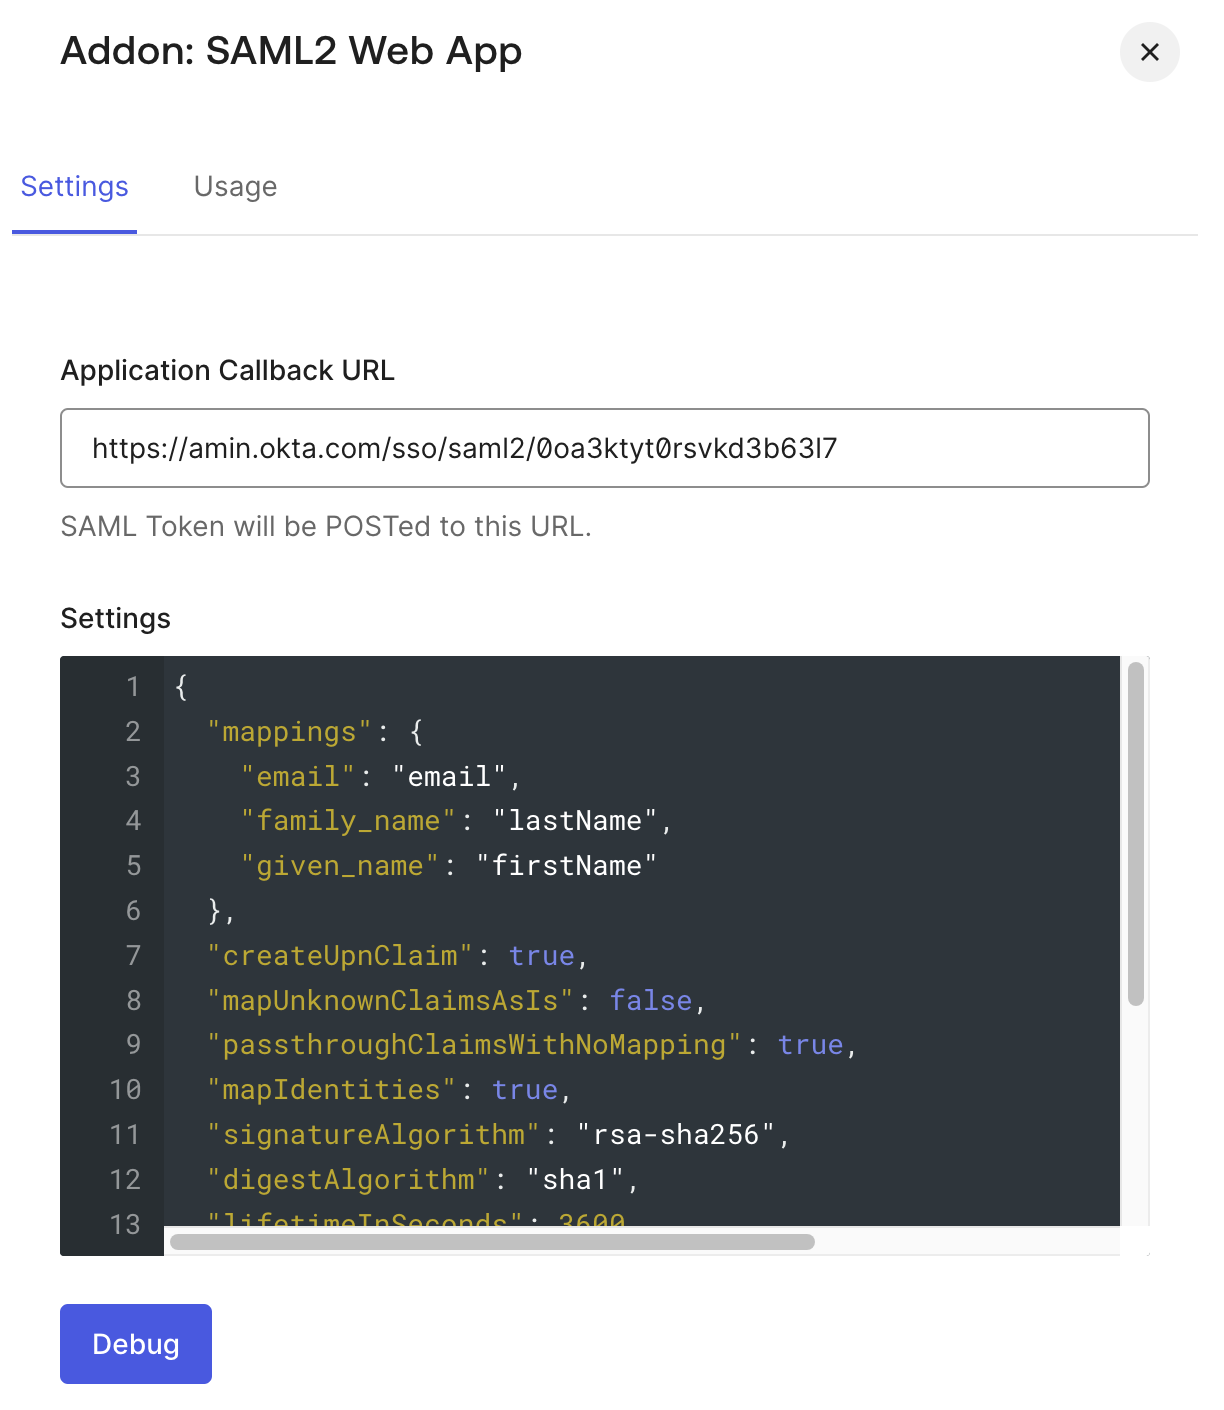 Addon: SAML2 Web App
Settings
Usage
Application Callback URL
https://amin.okta.com/sso/saml2/0oa3ktyt0rsvkd3b63l7
SAML Token will be POSTed to this URL.
Settings
1 {
2 "mappings": {
3 "email": "email",
4 "family_name": "lastName",
5 "given_name": "firstName"
6 },
7 "createUpnClaim": true,
8 "mapUnknownClaimsAsIs": false,
9 "passthroughClaimsWithNoMapping": true,
10 "mapIdentities": true,
11 "signatureAlgorithm": "rsa-sha256",
12 "digestAlgorithm": "sha1",
13 "lifetimeInSeconds": 3600
Debug